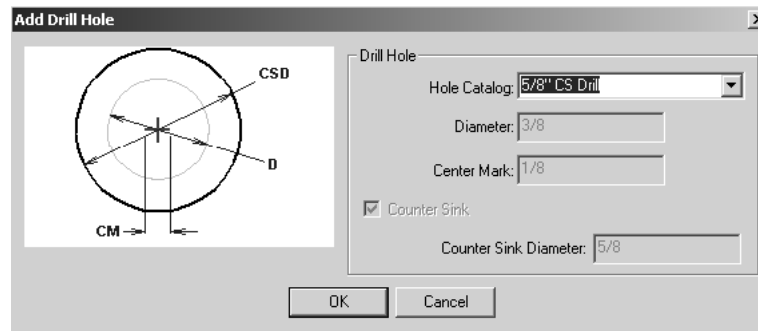 Add Drill Hole
CSD
D
CM
Drill Hole
Hole Catalog: 5/8" CS Drill
Diameter: 3/8
Center Mark: 1/8
Counter Sink
Counter Sink Diameter: 5/8
OK Cancel